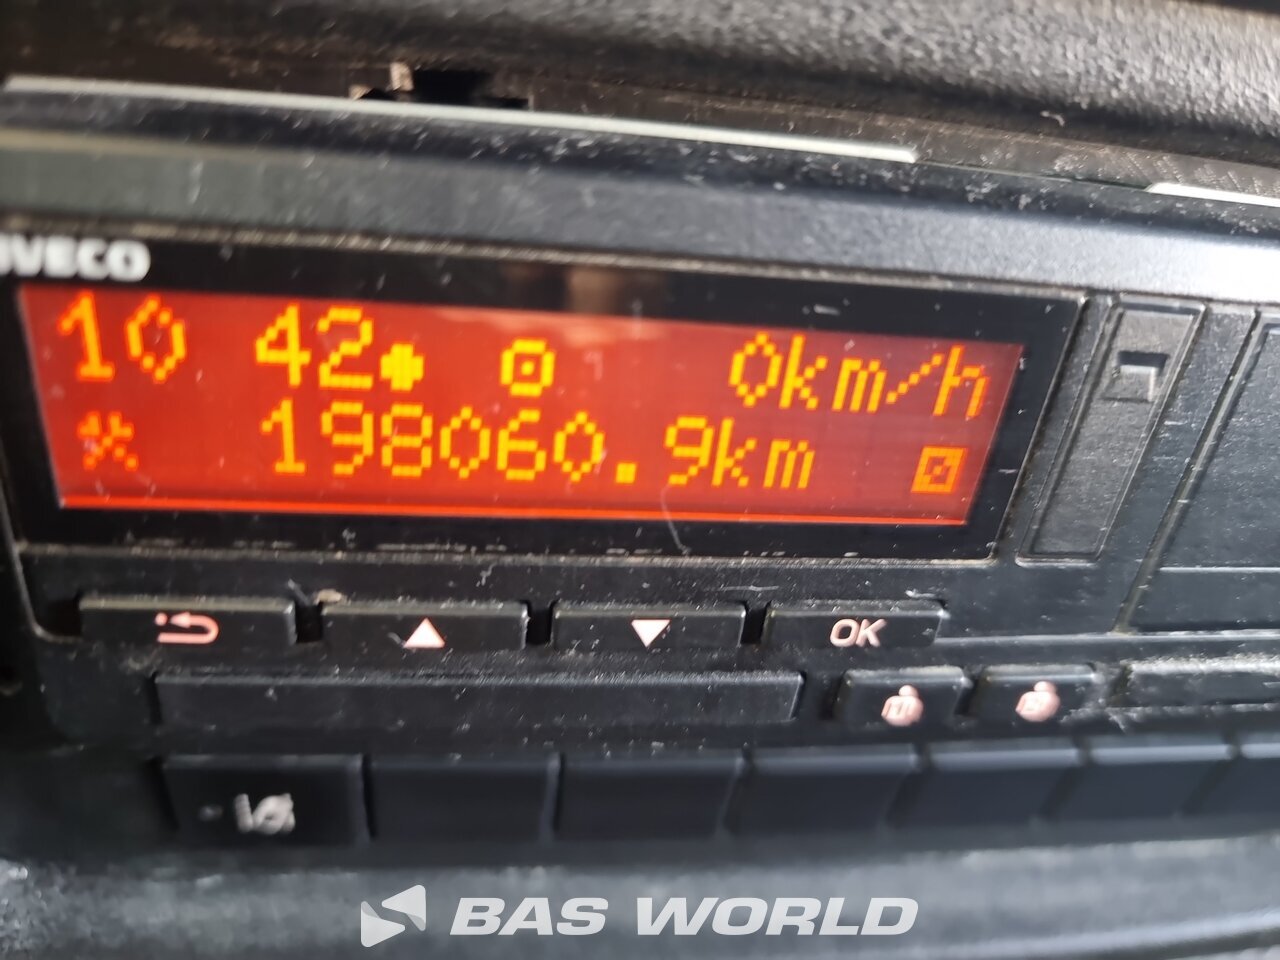 IVECO
10 42 0km/h
198060.9km
OK
BAS WORLD